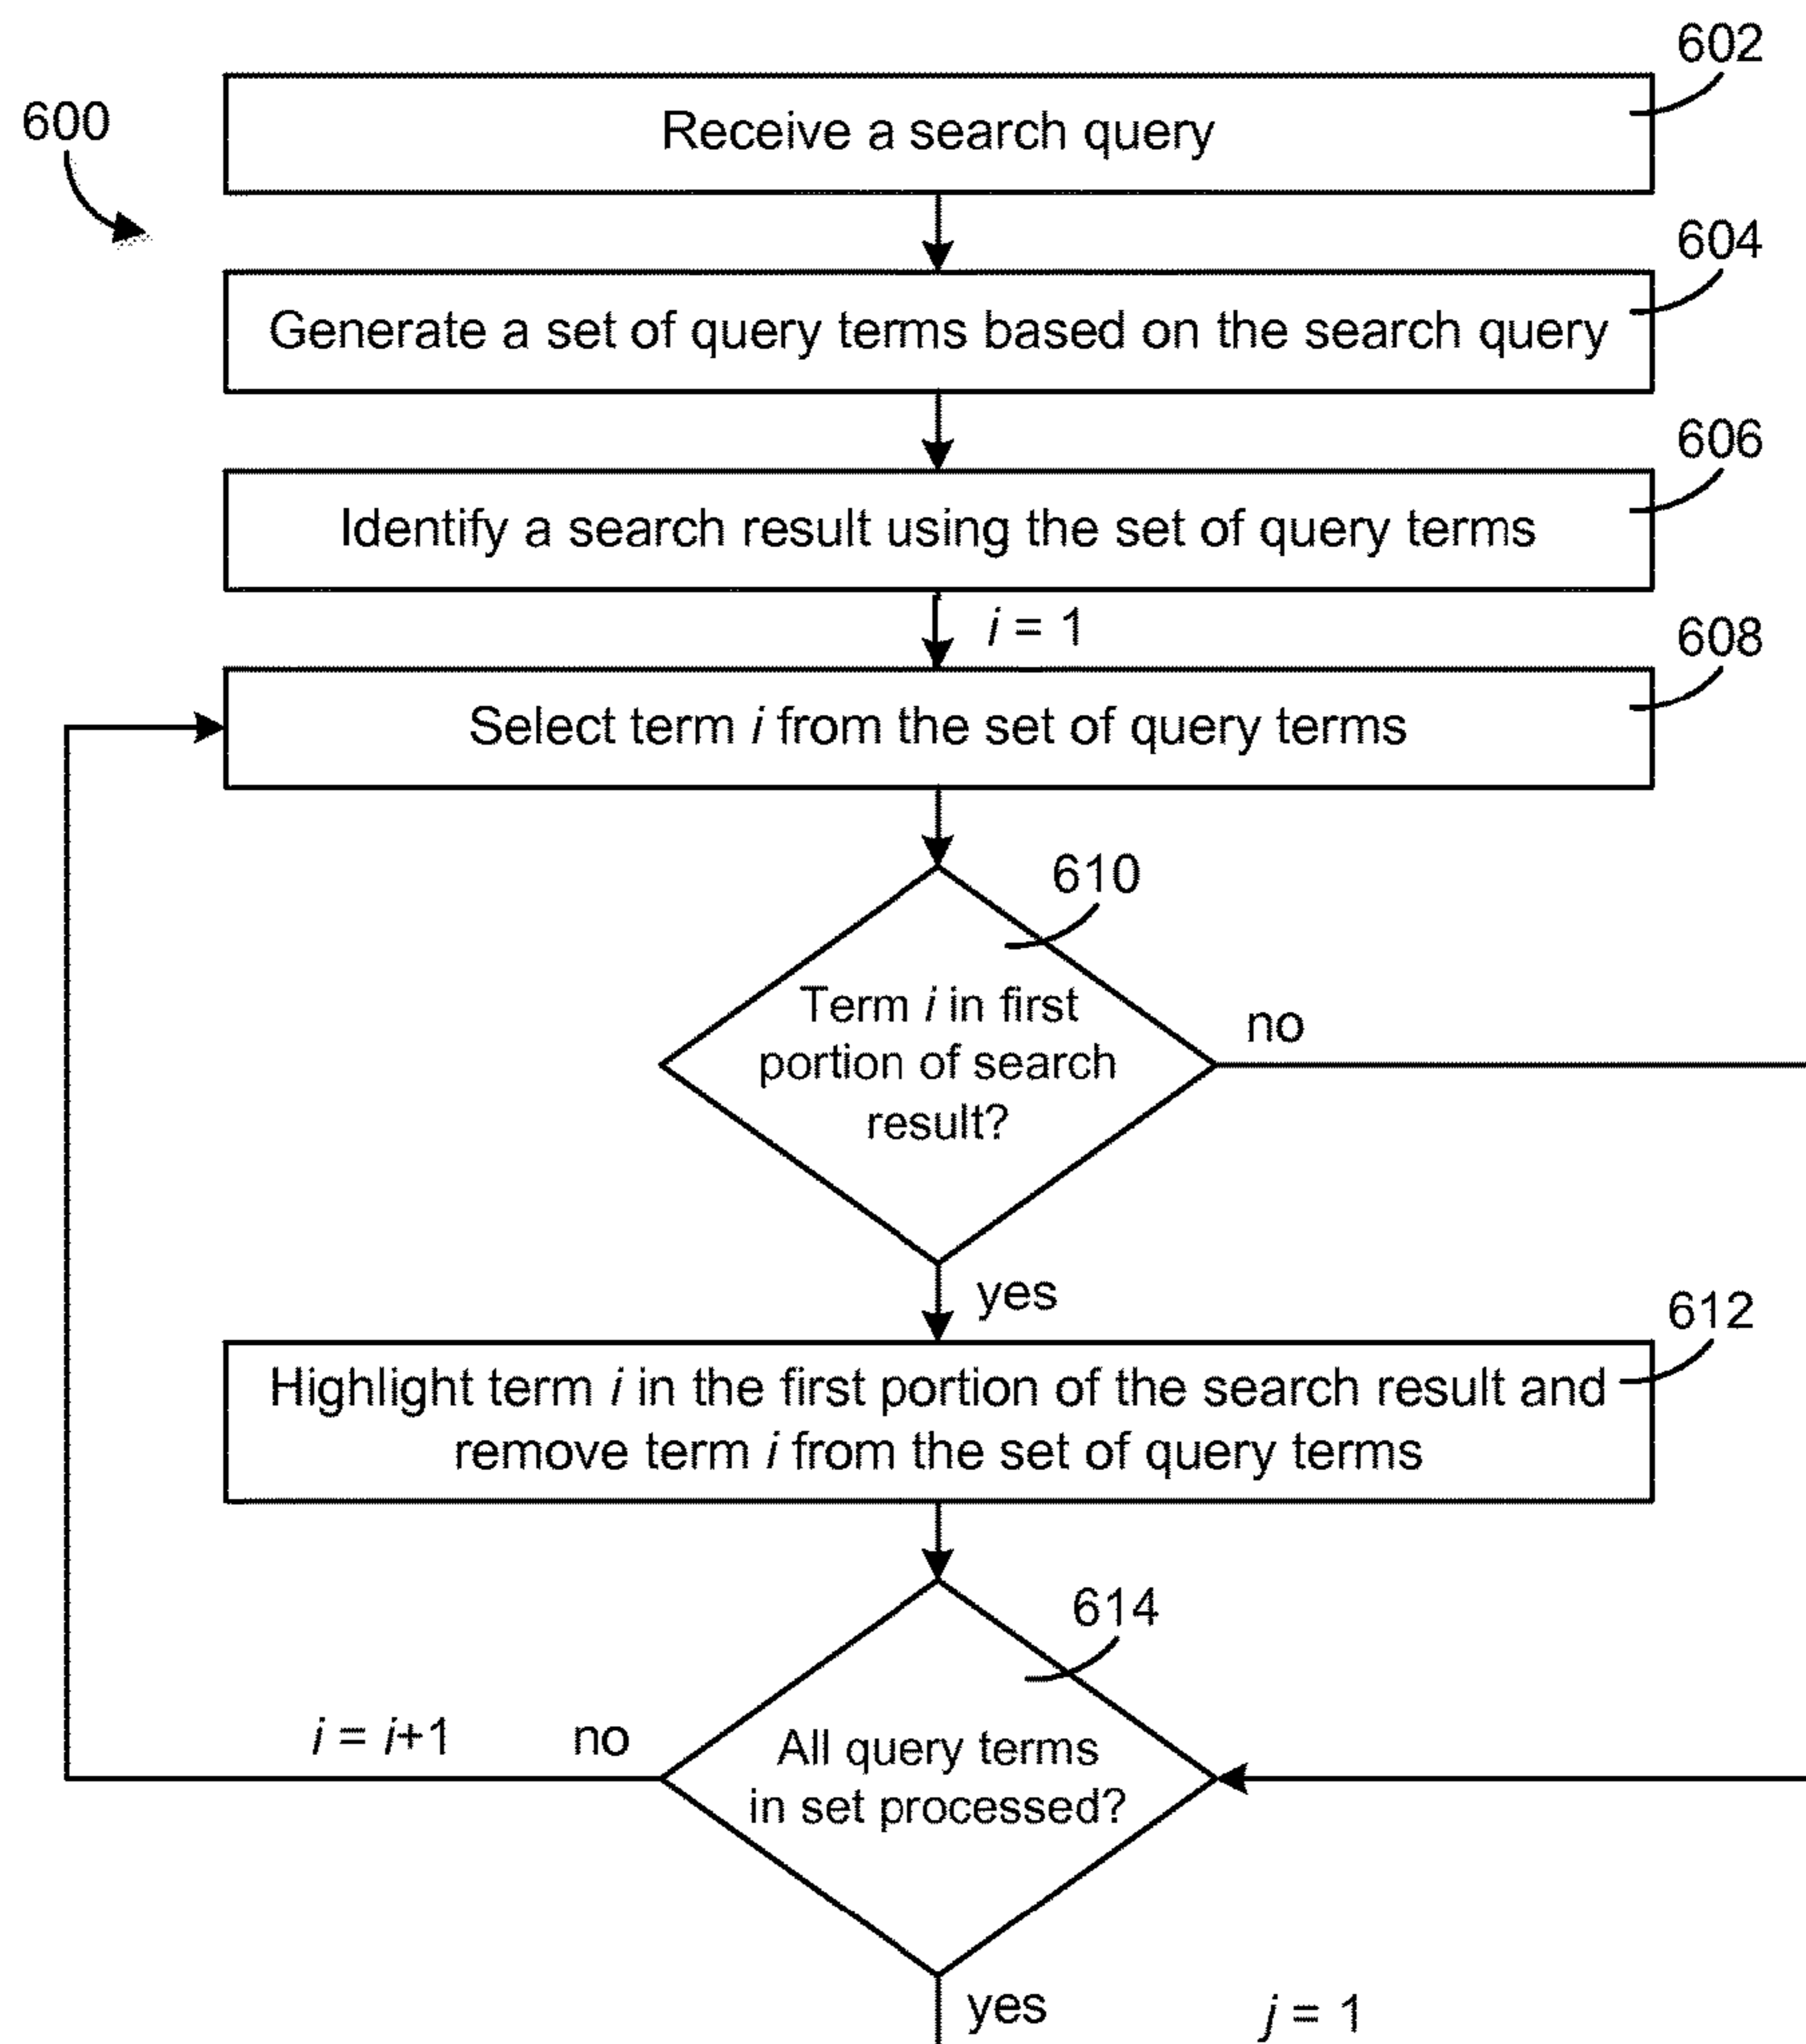 602
600
Receive a search query
604
Generate a set of query terms based on the search query
606
Identify a search result using the set of query terms
i = 1
608
Select term i from the set of query terms
610
Term i in first
portion of search
result?
no
yes
612
Highlight term i in the first portion of the search result and
remove term i from the set of query terms
614
i = i+1
no
All query terms
in set processed?
yes
j = 1